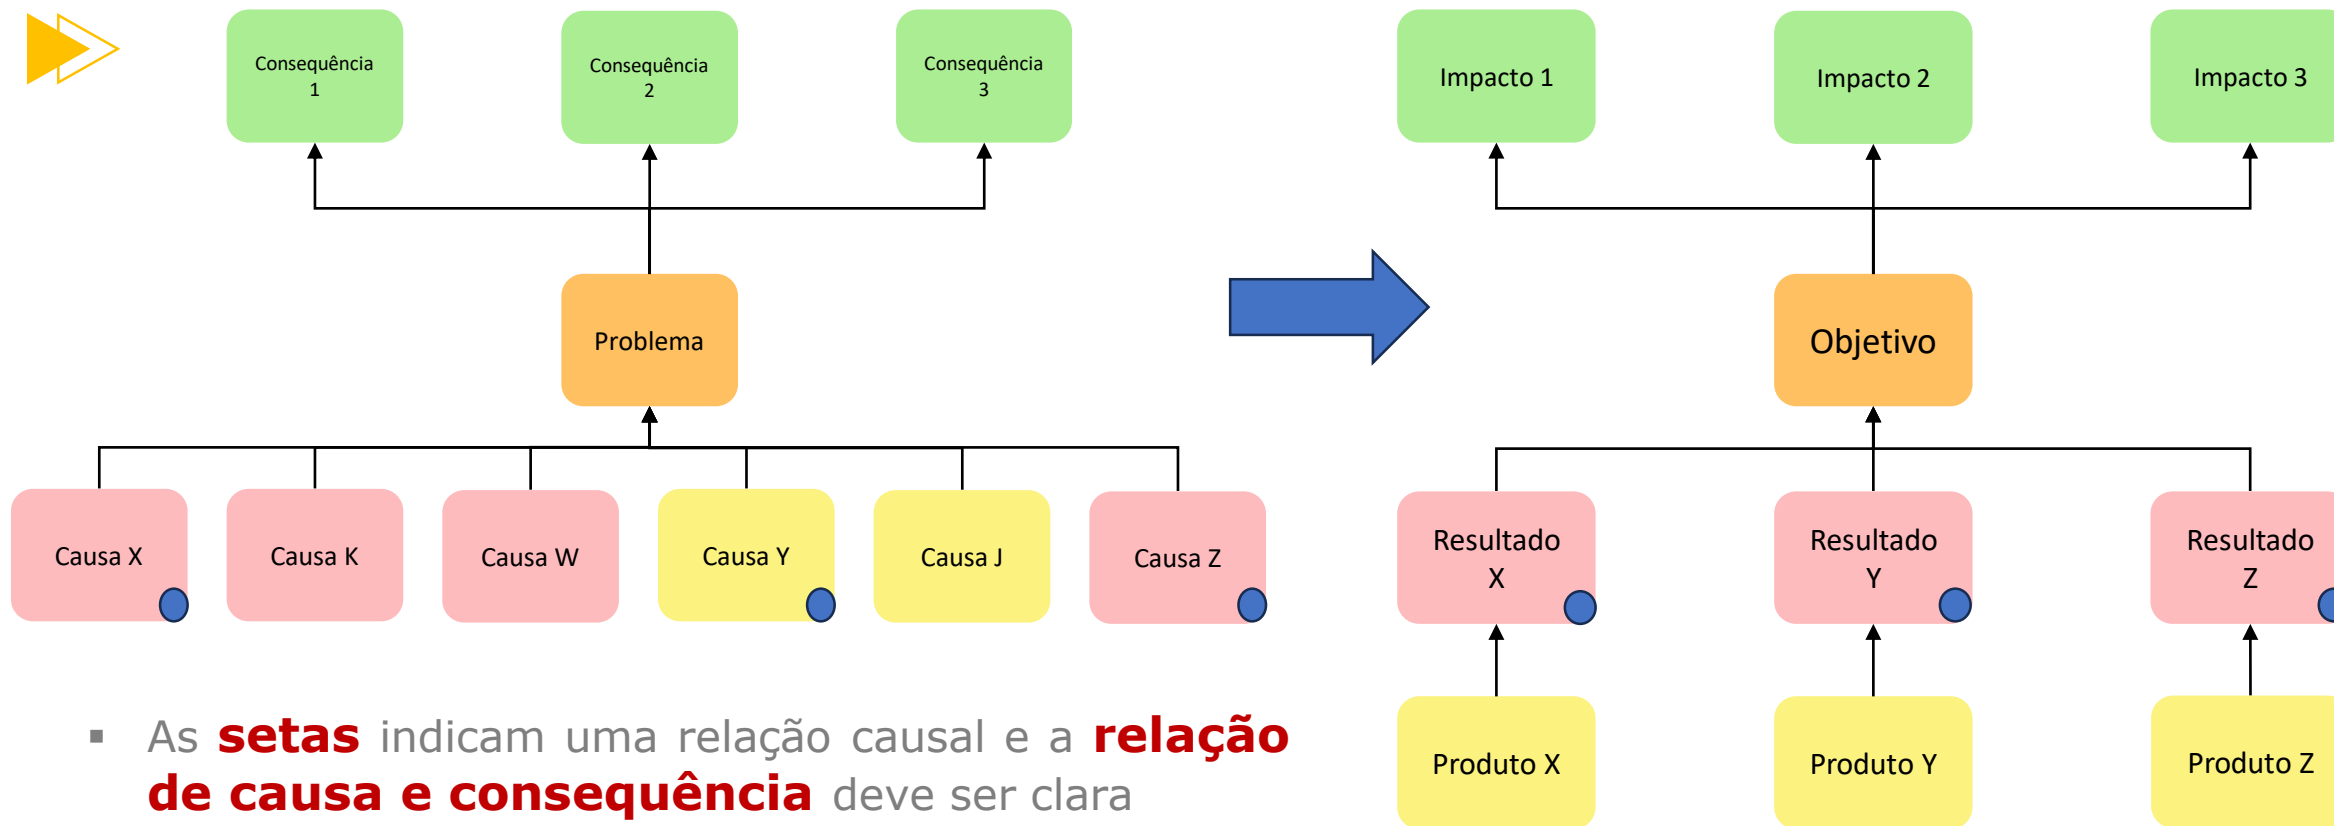 Consequência
1
Consequência
2
Consequência
3
Problema
Causa X
Causa K
Causa W
Causa Y
Causa J
Causa Z
▪ As setas indicam uma relação causal e a relação
de causa e consequência deve ser clara
Impacto 1
Impacto 2
Impacto 3
Objetivo
Resultado
X
Resultado
Y
Resultado
Z
Produto X
Produto Y
Produto Z